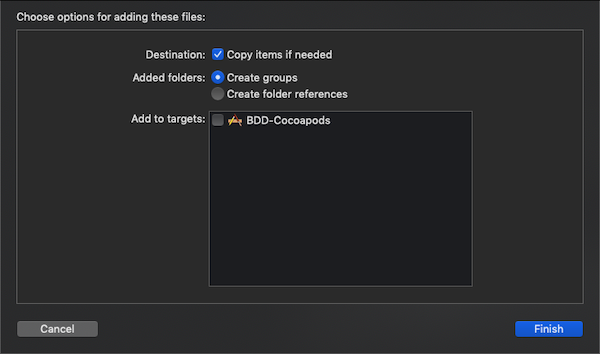 Choose options for adding these files:
Destination: Copy items if needed
Added folders: Create groups
Create folder references
Add to targets: BDD-Cocoapods
Cancel Finish